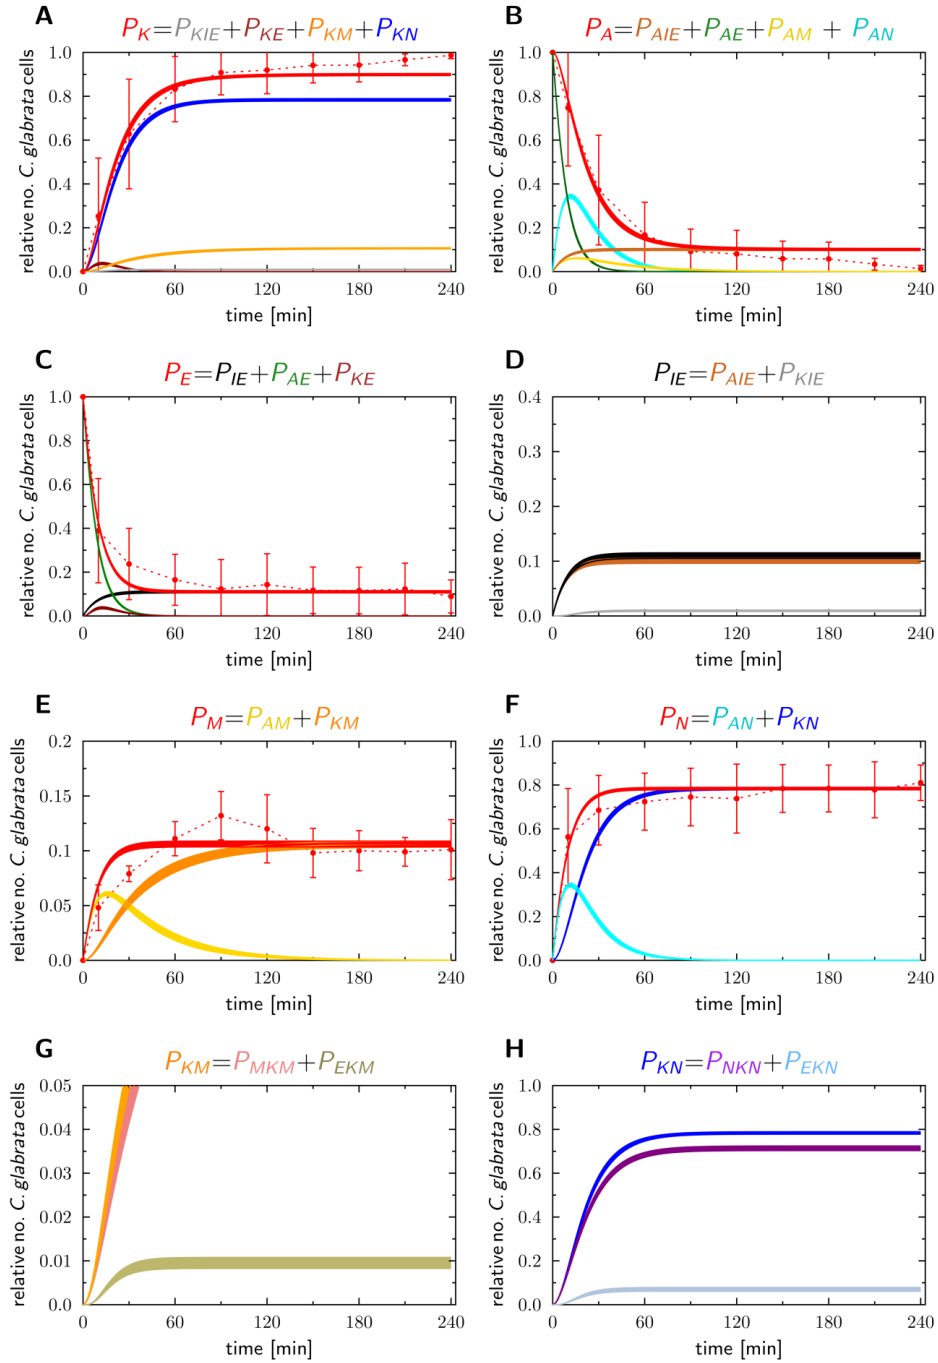 A
P_K=P_KIE+P_KE+P_KM+P_KN
relative no. C. glabrata cells
1.0
0.8
0.6
0.4
0.2
0.0
0 60 120 180 240
time [min]
B
P_A=P_AIE+P_AE+P_AM + P_AN
relative no. C. glabrata cells
1.0
0.8
0.6
0.4
0.2
0.0
0 60 120 180 240
time [min]
C
P_E=P_IE+P_AE+P_KE
relative no. C. glabrata cells
1.0
0.8
0.6
0.4
0.2
0.0
0 60 120 180 240
time [min]
D
P_IE=P_AIE+P_KIE
relative no. C. glabrata cells
0.4
0.3
0.2
0.1
0.0
0 60 120 180 240
time [min]
E
P_M=P_AM+P_KM
relative no. C. glabrata cells
0.2
0.15
0.1
0.05
0.0
0 60 120 180 240
time [min]
F
P_N=P_AN+P_KN
relative no. C. glabrata cells
1.0
0.8
0.6
0.4
0.2
0.0
0 60 120 180 240
time [min]
G
P_KM=P_MKM+P_EKM
relative no. C. glabrata cells
0.05
0.04
0.03
0.02
0.01
0.0
0 60 120 180 240
time [min]
H
P_KN=P_NKN+P_EKN
relative no. C. glabrata cells
1.0
0.8
0.6
0.4
0.2
0.0
0 60 120 180 240
time [min]